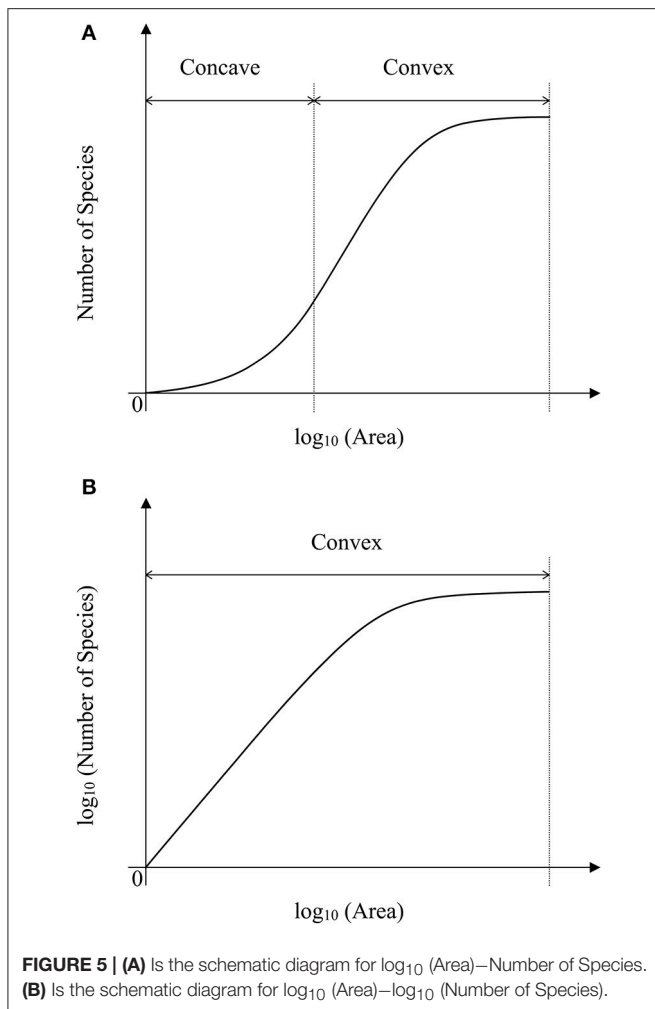 A
Concave Convex
Number of Species
0
log₁₀ (Area)
B
Convex
log₁₀ (Number of Species)
0
log₁₀ (Area)
FIGURE 5 | (A) Is the schematic diagram for log₁₀ (Area)−Number of Species.
(B) Is the schematic diagram for log₁₀ (Area)−log₁₀ (Number of Species).